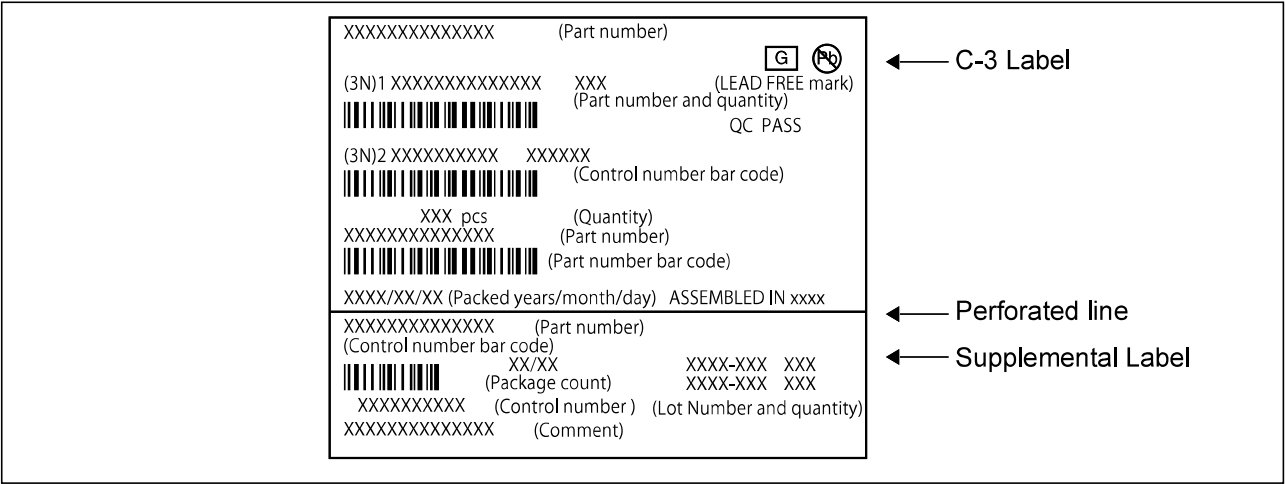 XXXXXXXXXXXXXX (Part number)
G Pb
C-3 Label
(3N)1 XXXXXXXXXXXXXX XXX (LEAD FREE mark)
(Part number and quantity)
QC PASS
(3N)2 XXXXXXXXXX XXXXXX
(Control number bar code)
XXX pcs (Quantity)
XXXXXXXXXXXXXX (Part number)
(Part number bar code)
XXXX/XX/XX (Packed years/month/day) ASSEMBLED IN xxxx
Perforated line
XXXXXXXXXXXXXX (Part number)
(Control number bar code)
Supplemental Label
XX/XX XXXX-XXX XXX
(Package count) XXXX-XXX XXX
XXXXXXXXXX (Control number ) (Lot Number and quantity)
XXXXXXXXXXXXXX (Comment)